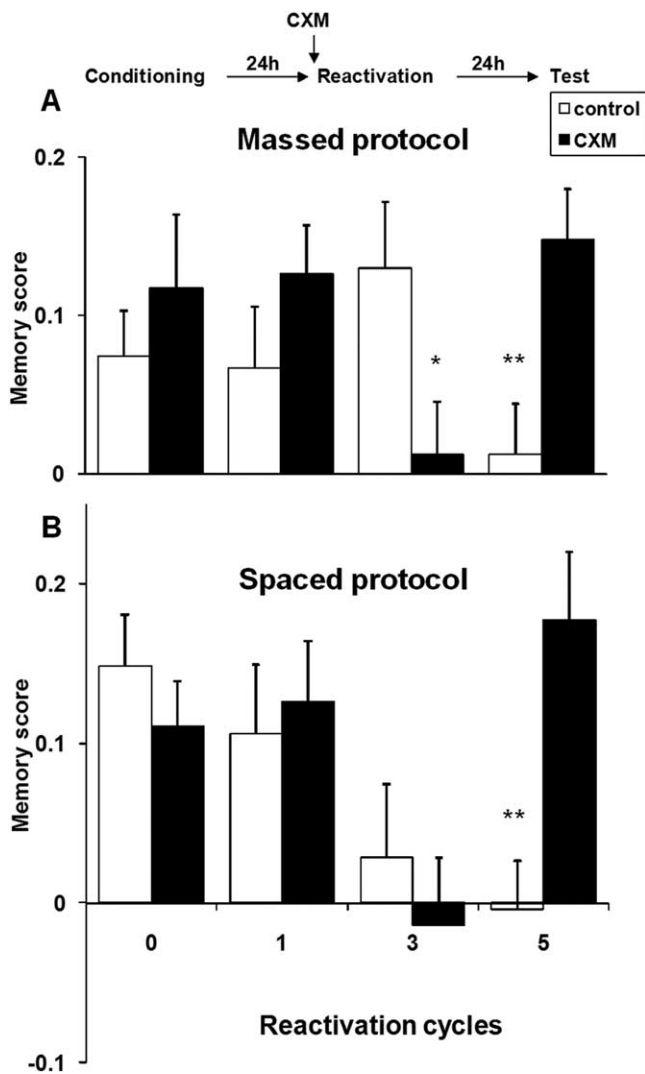 CXM
Conditioning 24h Reactivation 24h Test
A
control
CXM
Massed protocol
0.2
0.1
0
Memory score
*
**
B
Spaced protocol
0.2
0.1
0
-0.1
Memory score
**
0 1 3 5
Reactivation cycles